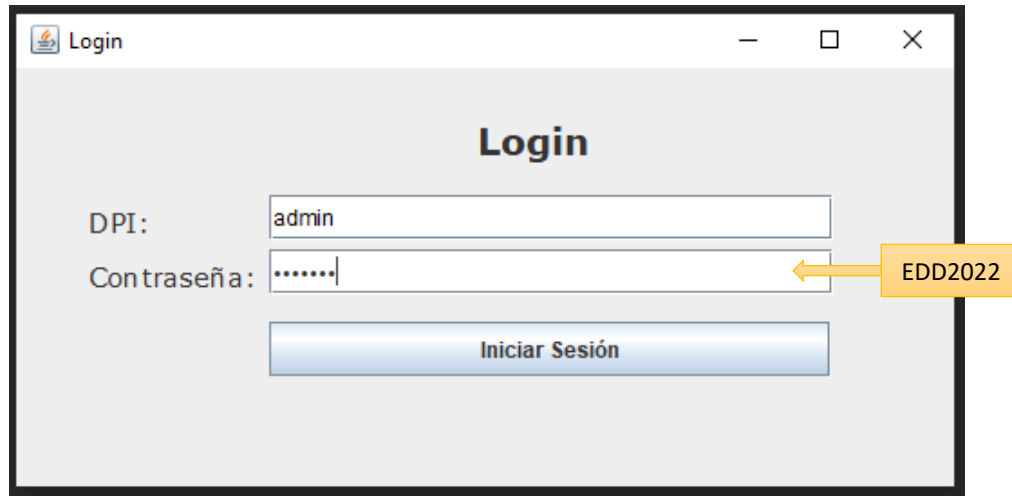 Login
Login
DPI:
admin
Contraseña:
•••••••
EDD2022
Iniciar Sesión